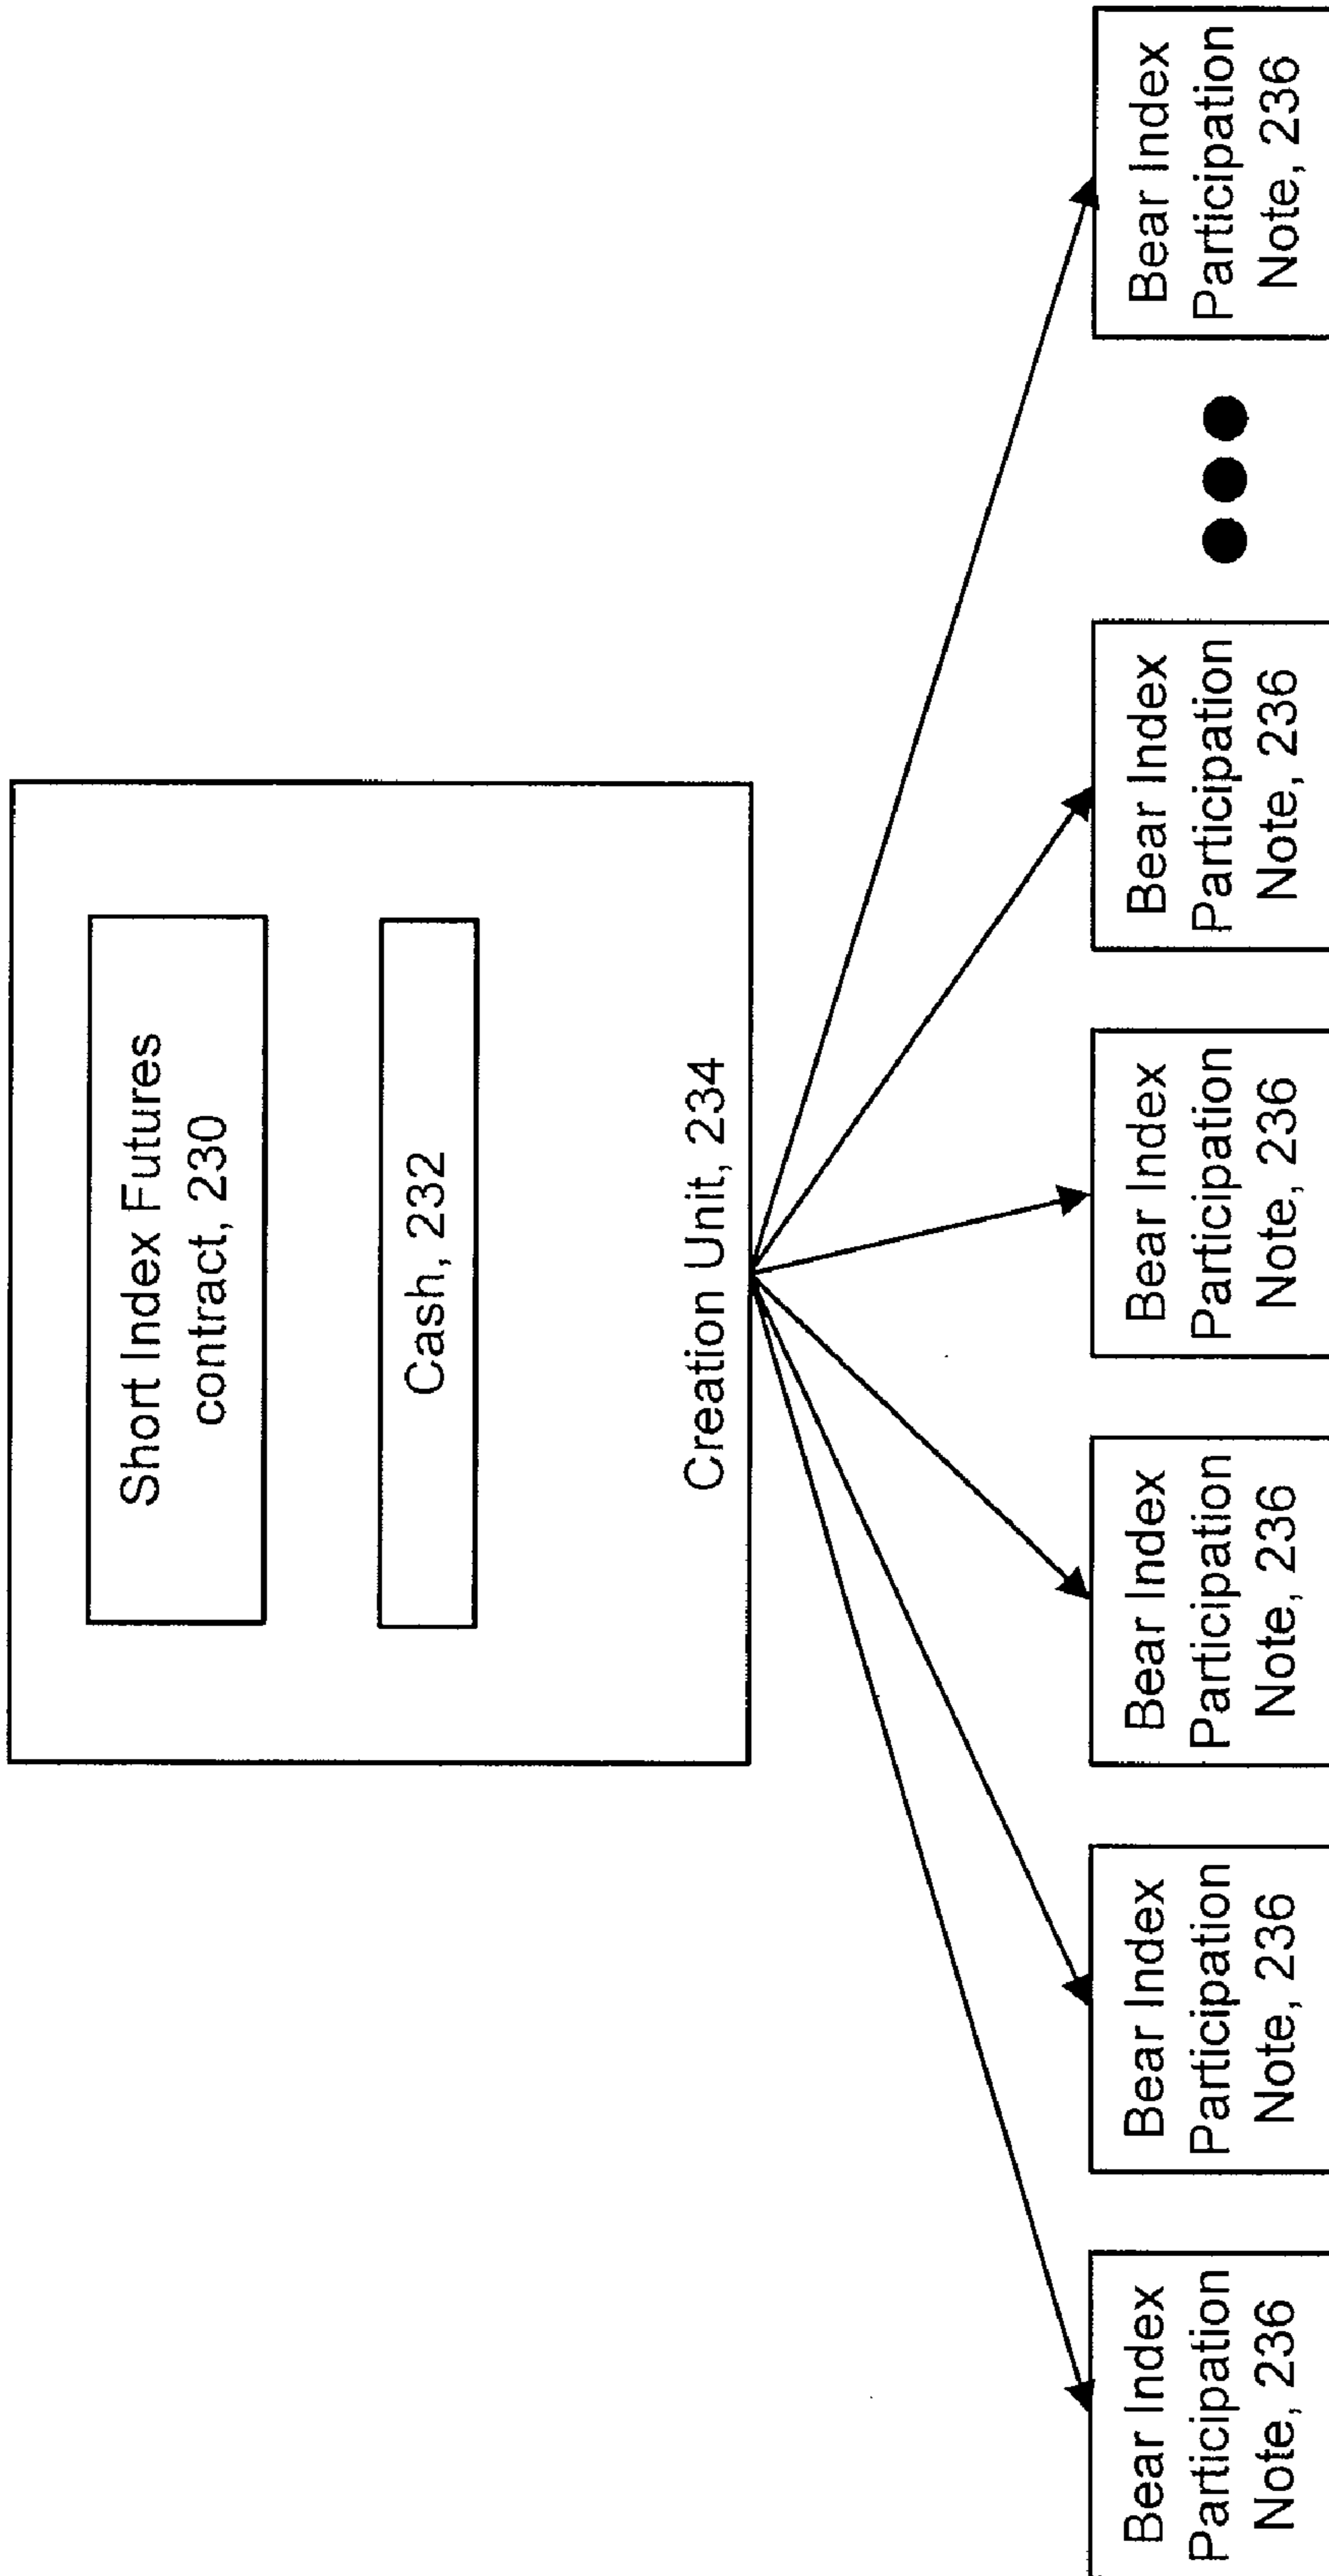 Short Index Futures
contract, 230
Cash, 232
Creation Unit, 234
Bear Index
Participation
Note, 236
Bear Index
Participation
Note, 236
Bear Index
Participation
Note, 236
Bear Index
Participation
Note, 236
Bear Index
Participation
Note, 236
Bear Index
Participation
Note, 236